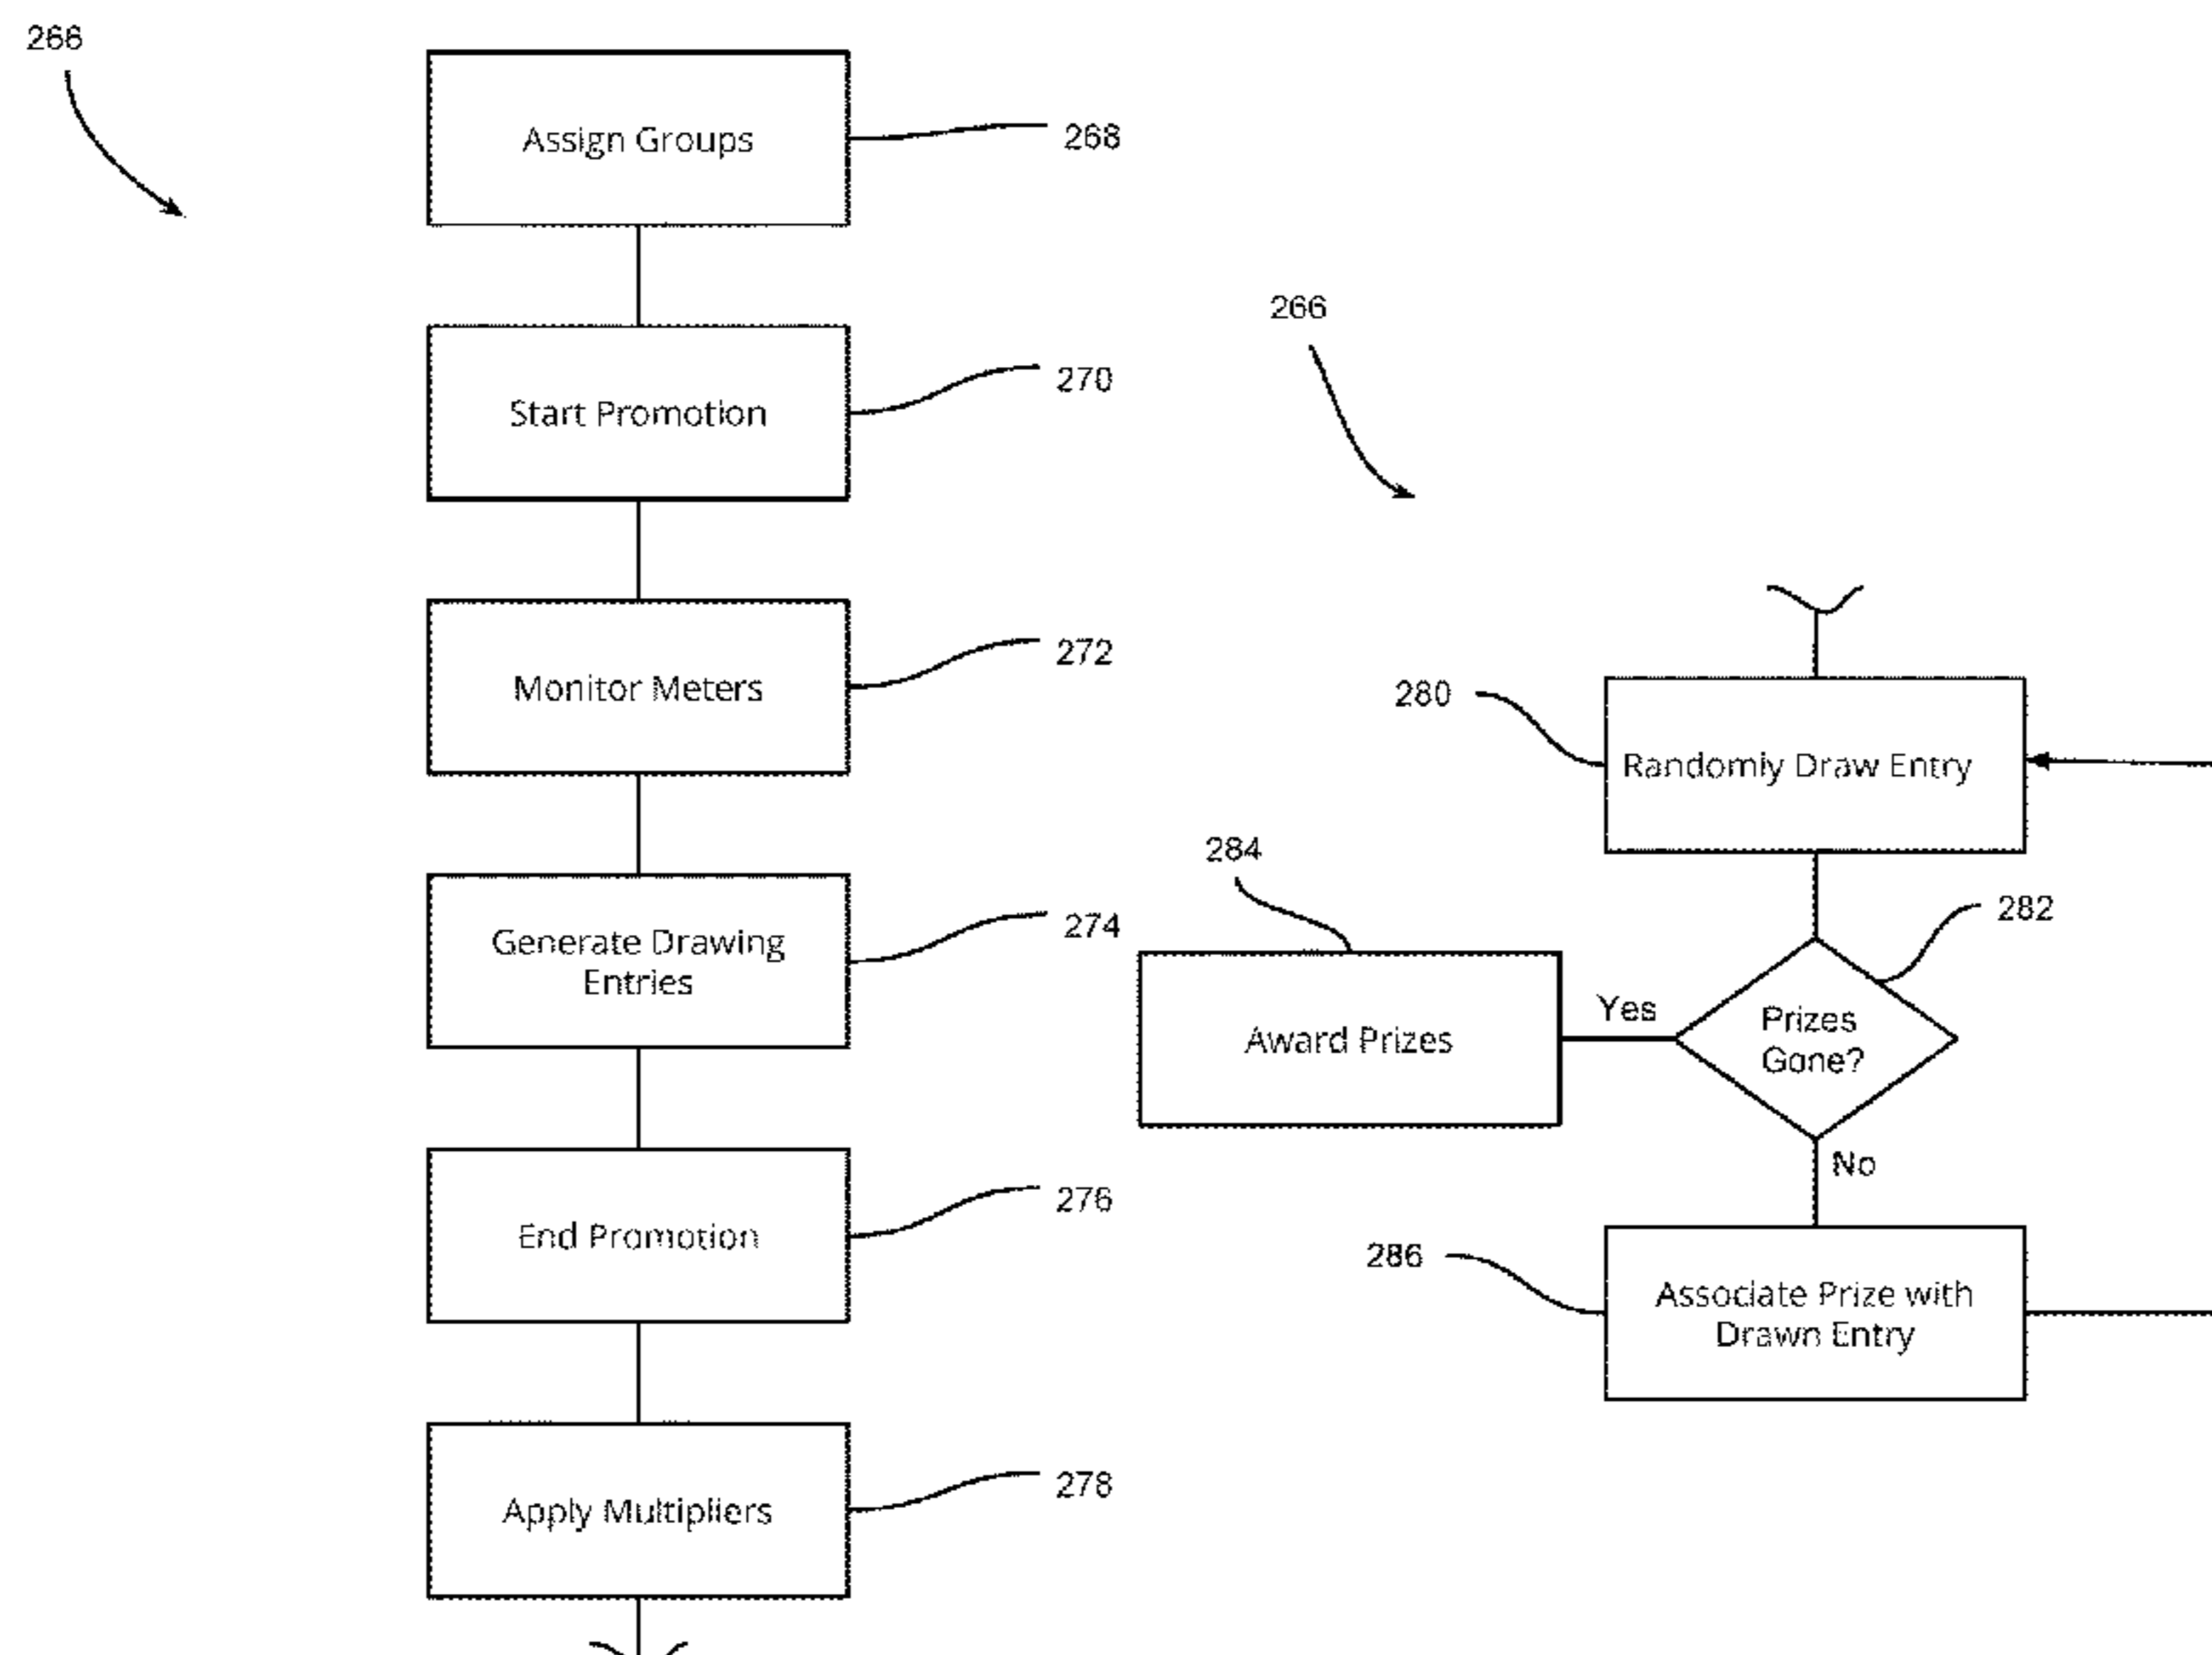 266
Assign Groups
268
Start Promotion
270
Monitor Meters
272
Generate Drawing
Entries
274
End Promotion
276
Apply Multipliers
278
266
280
Randomly Draw Entry
284
282
Award Prizes
Yes
Prizes
Gone?
No
286
Associate Prize with
Drawn Entry